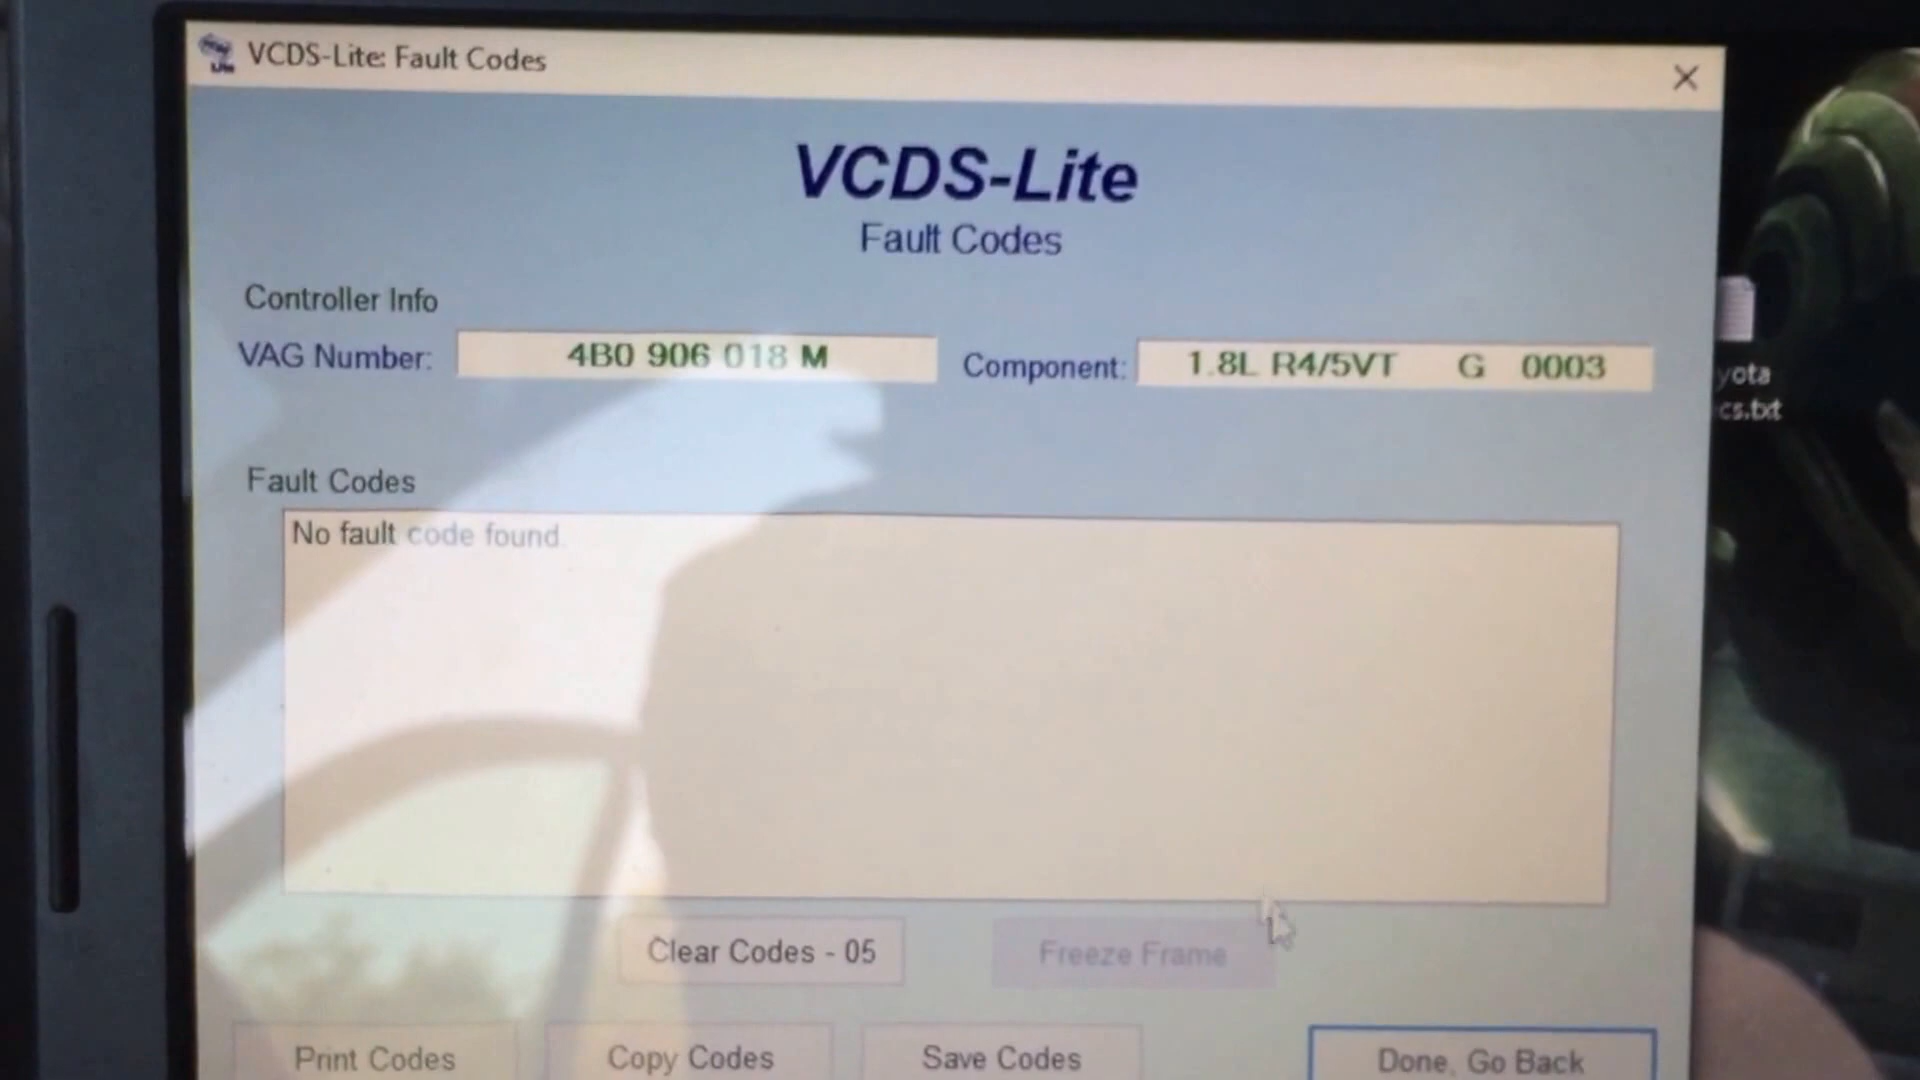 VCDS-Lite: Fault Codes
VCDS-Lite
Fault Codes
Controller Info
VAG Number: 4B0 906 018 M
Component: 1.8L R4/5VT G 0003
yota
cs.txt
Fault Codes
No fault code found.
Clear Codes - 05
Freeze Frame
Print Codes
Copy Codes
Save Codes
Done, Go Back